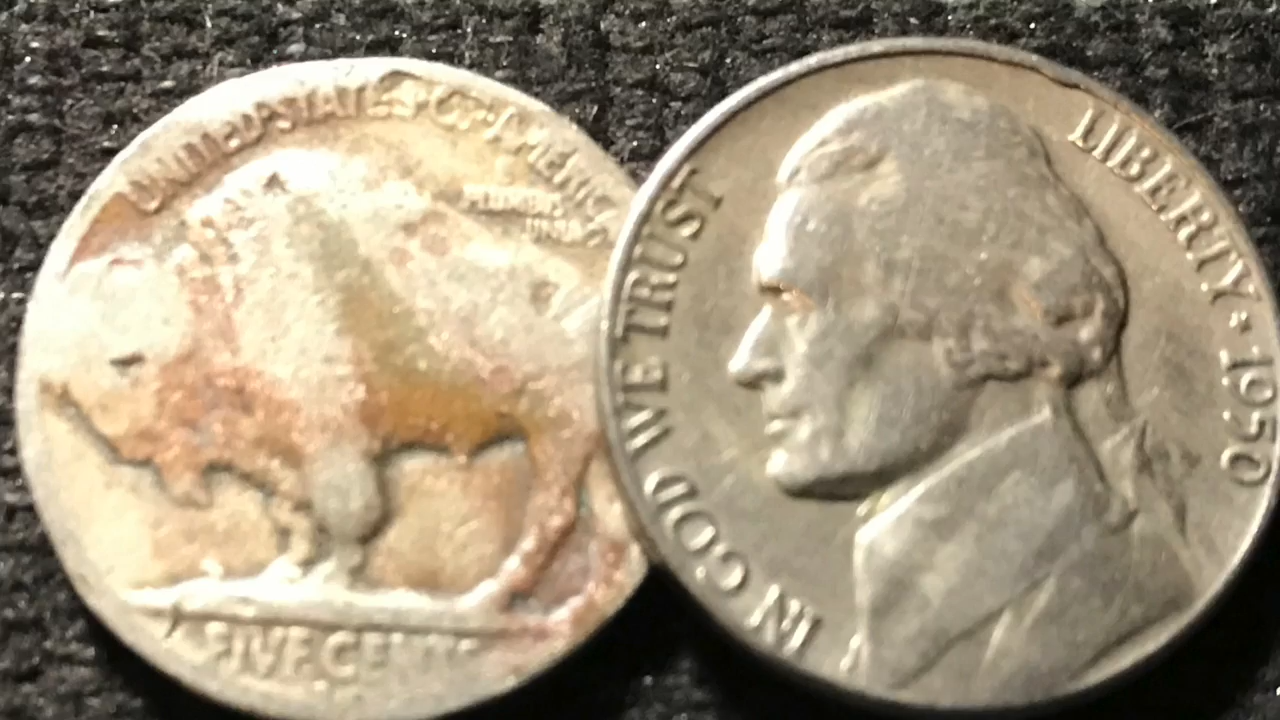 UNITED·STATES·OF·AMERICA
PLURIBUS
UNUM
FIVE CENTS
IN GOD WE TRUST
LIBERTY ★ 1950